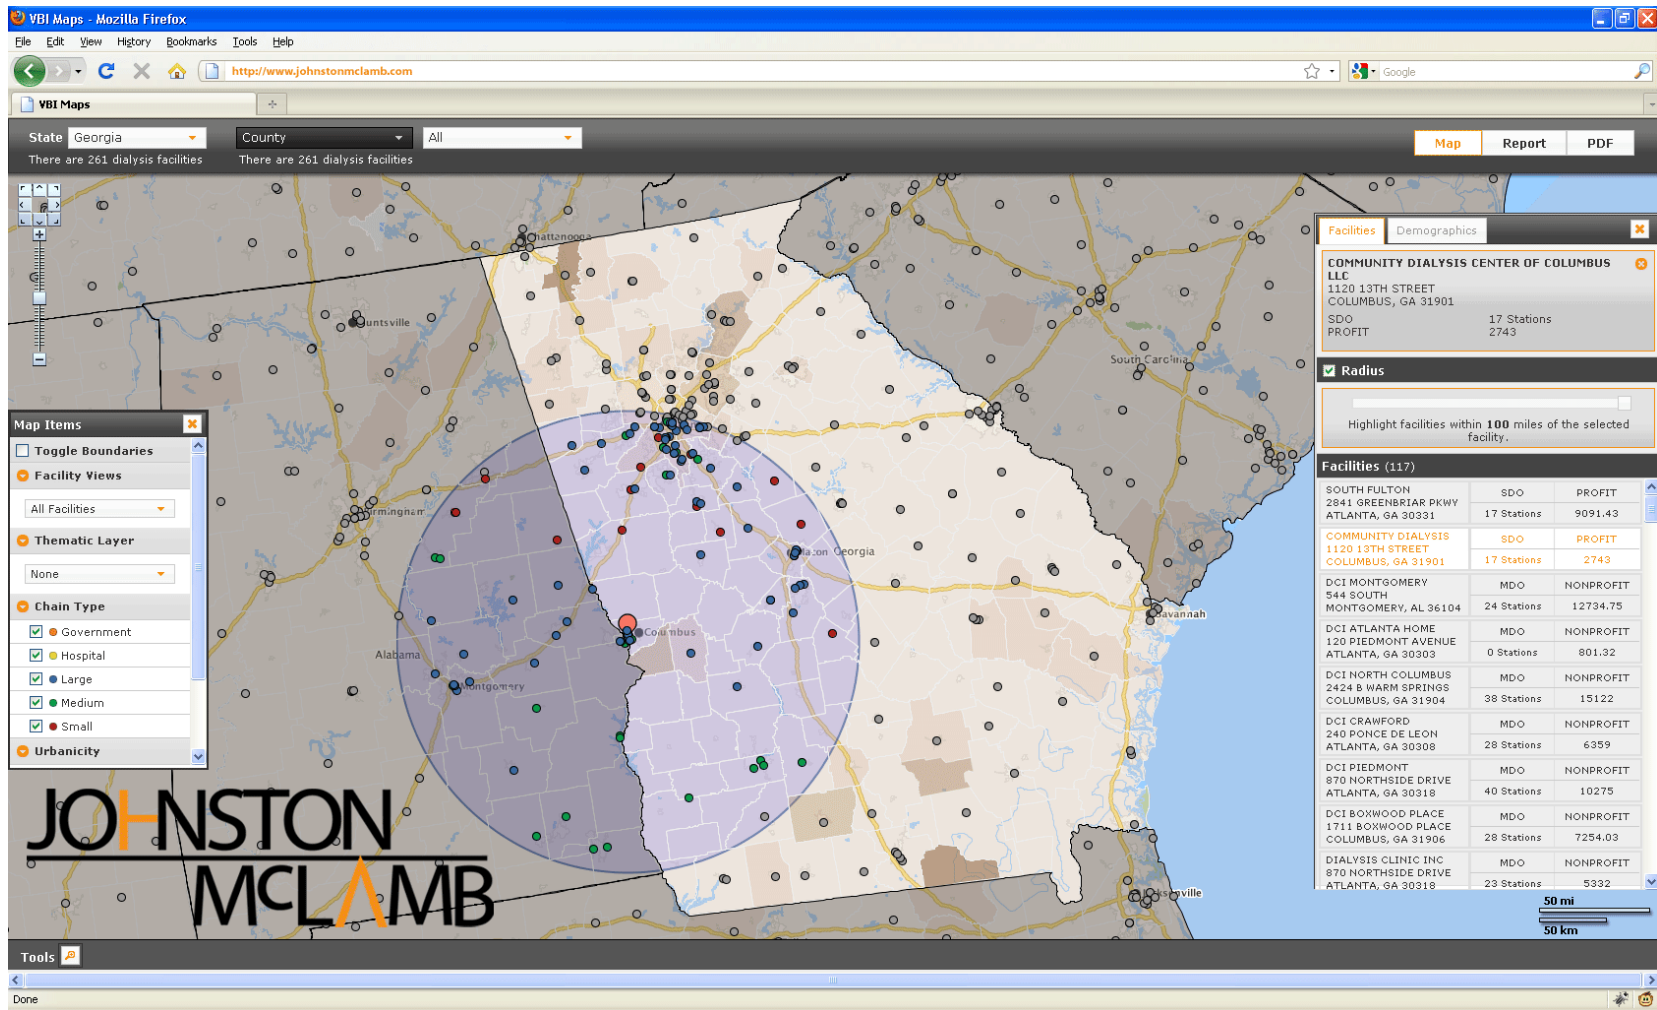 VBI Maps - Mozilla Firefox
File Edit View History Bookmarks Tools Help
http://www.johnstonmclamb.com
Google
VBI Maps
State Georgia County All
There are 261 dialysis facilities There are 261 dialysis facilities
Map Report PDF
Chattanooga
Huntsville
South Carolina
Birmingham
Macon Georgia
Savannah
Columbus
Alabama
Montgomery
Jacksonville
Map Items
Toggle Boundaries
Facility Views
All Facilities
Thematic Layer
None
Chain Type
Government
Hospital
Large
Medium
Small
Urbanicity
JOHNSTON
MCLAMB
Facilities Demographics
COMMUNITY DIALYSIS CENTER OF COLUMBUS
LLC
1120 13TH STREET
COLUMBUS, GA 31901
SDO 17 Stations
PROFIT 2743
Radius
Highlight facilities within 100 miles of the selected
facility.
Facilities (117)
SOUTH FULTON SDO PROFIT
2841 GREENBRIAR PKWY
ATLANTA, GA 30331 17 Stations 9091.43
COMMUNITY DIALYSIS SDO PROFIT
1120 13TH STREET
COLUMBUS, GA 31901 17 Stations 2743
DCI MONTGOMERY MDO NONPROFIT
544 SOUTH
MONTGOMERY, AL 36104 24 Stations 12734.75
DCI ATLANTA HOME MDO NONPROFIT
120 PIEDMONT AVENUE
ATLANTA, GA 30303 0 Stations 801.32
DCI NORTH COLUMBUS MDO NONPROFIT
2424 B WARM SPRINGS
COLUMBUS, GA 31904 38 Stations 15122
DCI CRAWFORD MDO NONPROFIT
240 PONCE DE LEON
ATLANTA, GA 30308 28 Stations 6359
DCI PIEDMONT MDO NONPROFIT
870 NORTHSIDE DRIVE
ATLANTA, GA 30318 40 Stations 10275
DCI BOXWOOD PLACE MDO NONPROFIT
1711 BOXWOOD PLACE
COLUMBUS, GA 31906 28 Stations 7254.03
DIALYSIS CLINIC INC MDO NONPROFIT
870 NORTHSIDE DRIVE
ATLANTA, GA 30318 23 Stations 5332
50 mi
50 km
Tools
Done